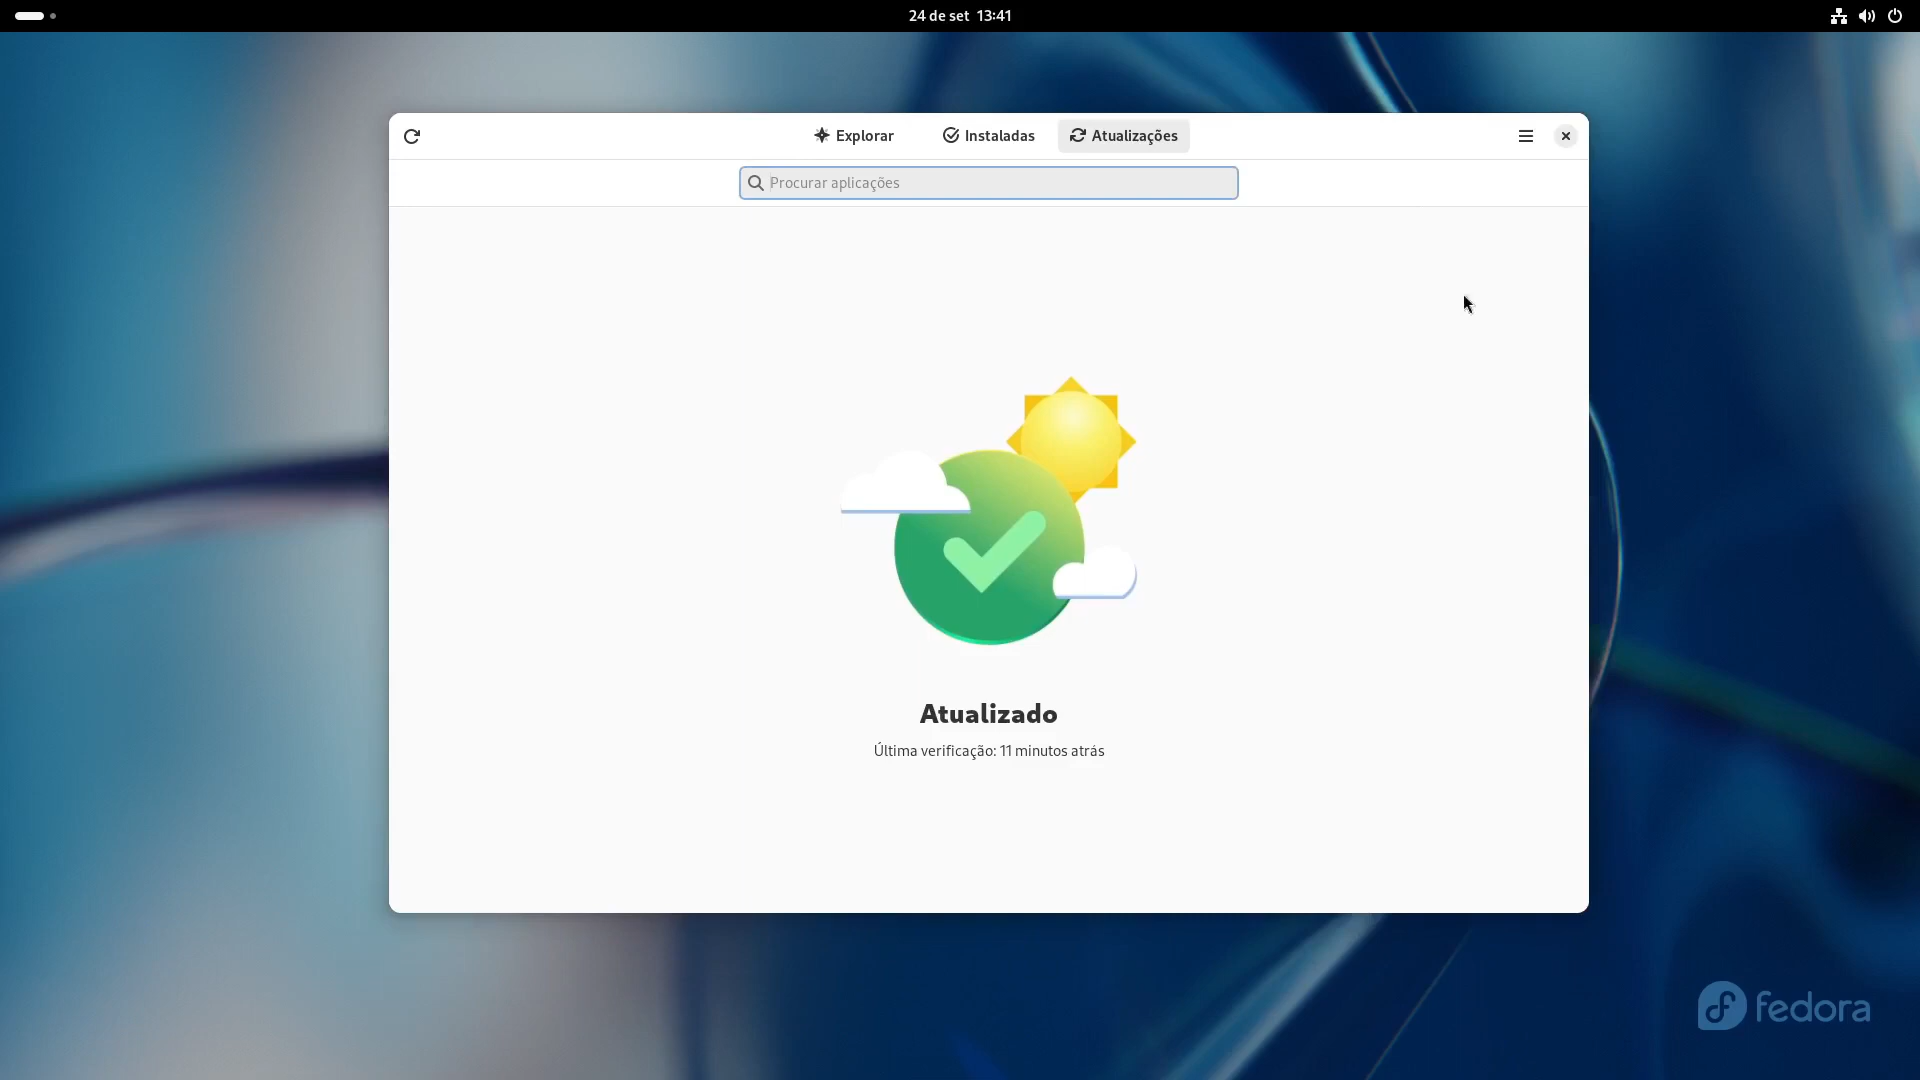 24 de set 13:41
Explorar
Instaladas
Atualizações
Procurar aplicações
Atualizado
Última verificação: 11 minutos atrás
fedora